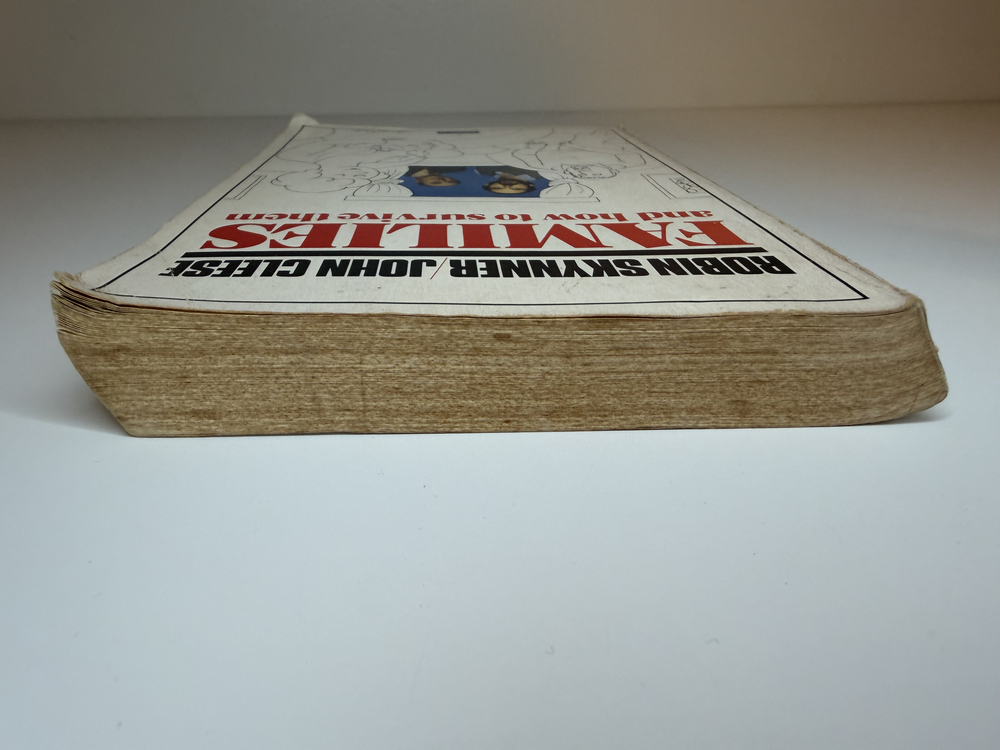 ROBIN SKYNNER/JOHN CLEESE
FAMILIES
and how to survive them